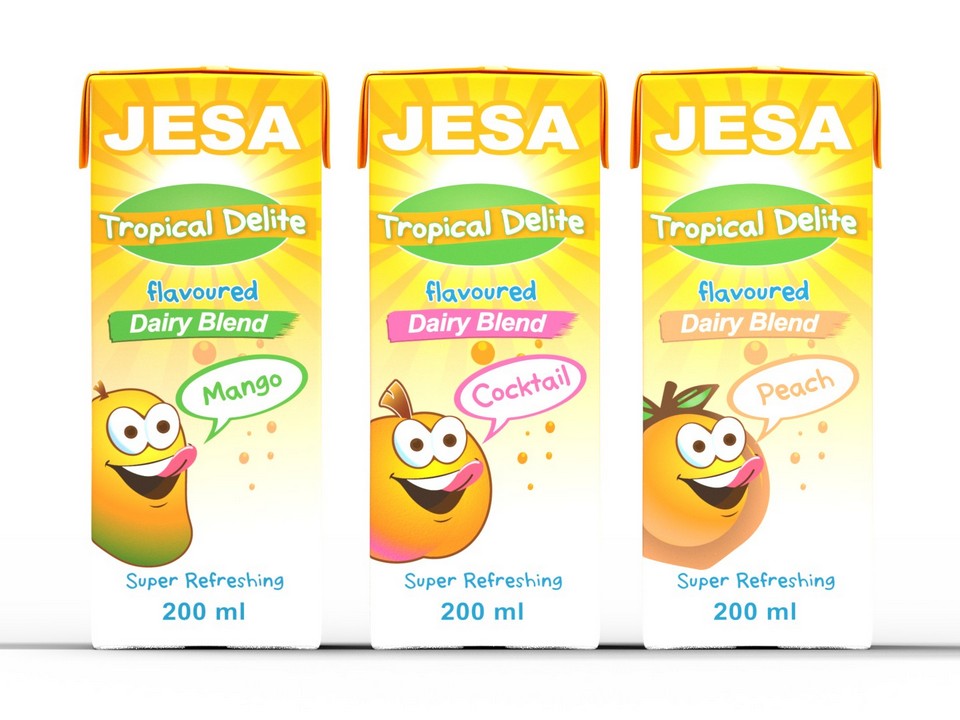 JESA
Tropical Delite
flavoured
Dairy Blend
Mango
Super Refreshing
200 ml
JESA
Tropical Delite
flavoured
Dairy Blend
Cocktail
Super Refreshing
200 ml
JESA
Tropical Delite
flavoured
Dairy Blend
Peach
Super Refreshing
200 ml